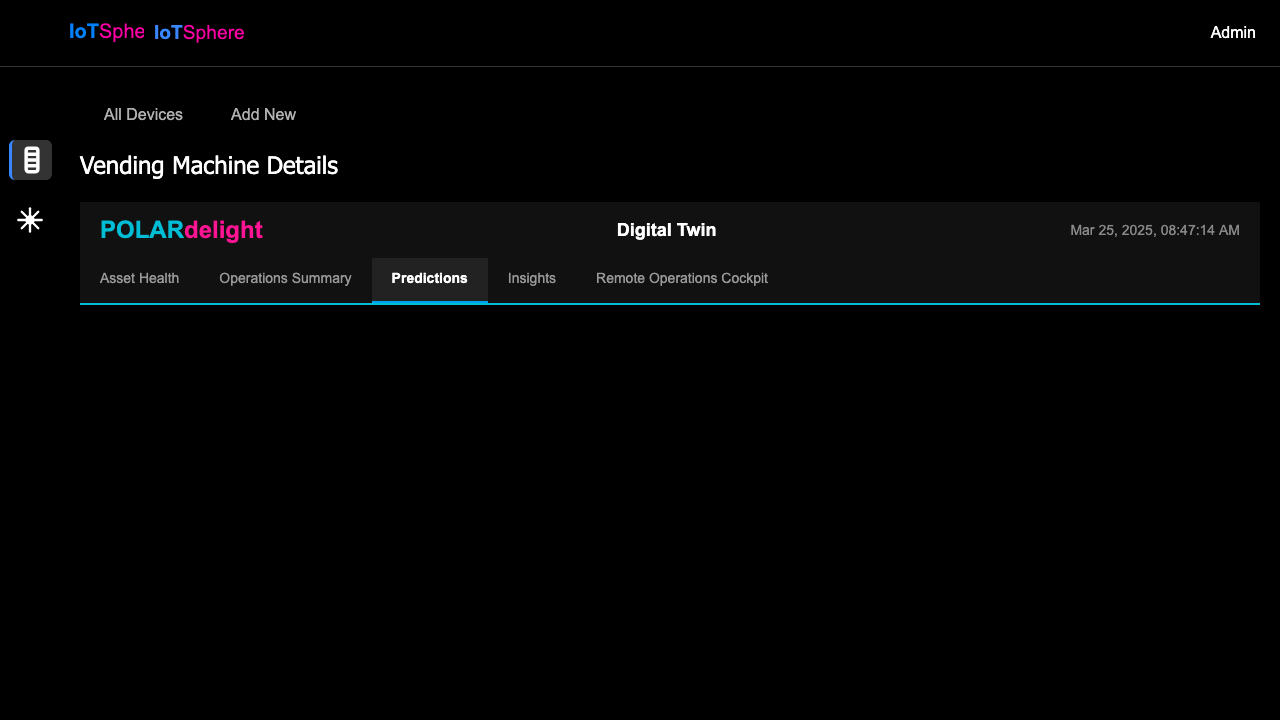 IoTSphe IoTSphere Admin
All Devices Add New
Vending Machine Details
POLARdelight Digital Twin Mar 25, 2025, 08:47:14 AM
Asset Health Operations Summary Predictions Insights Remote Operations Cockpit